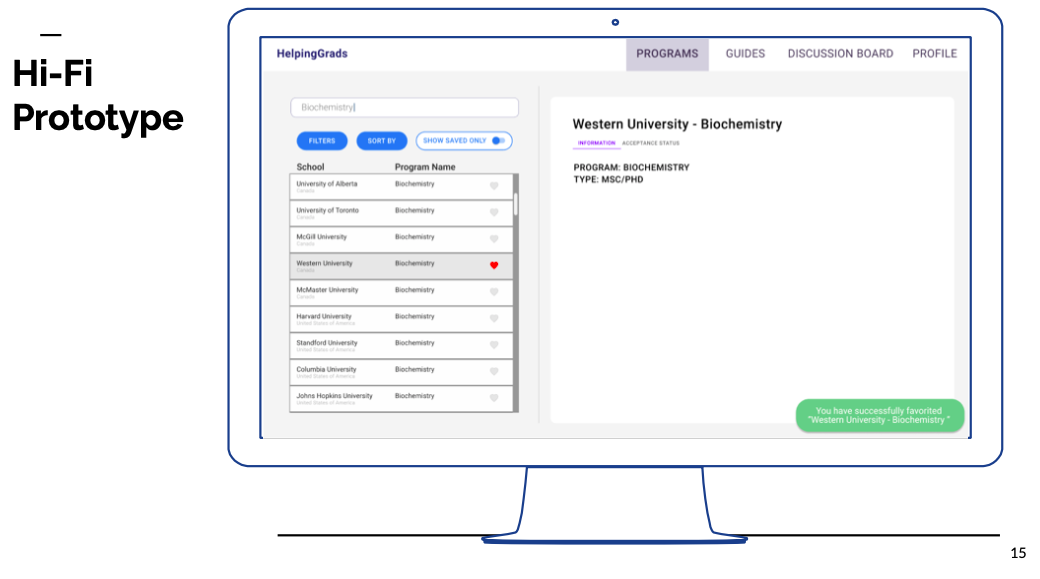 Hi-Fi
Prototype
HelpingGrads
PROGRAMS GUIDES DISCUSSION BOARD PROFILE
Biochemistry
FILTERS SORT BY SHOW SAVED ONLY
School Program Name
University of Alberta Biochemistry
Canada
University of Toronto Biochemistry
Canada
McGill University Biochemistry
Canada
Western University Biochemistry
Canada
McMaster University Biochemistry
Canada
Harvard University Biochemistry
United States of America
Standford University Biochemistry
United States of America
Columbia University Biochemistry
United States of America
Johns Hopkins University Biochemistry
United States of America
Western University - Biochemistry
INFORMATION ACCEPTANCE STATUS
PROGRAM: BIOCHEMISTRY
TYPE: MSC/PHD
You have successfully favorited
"Western University - Biochemistry "
15